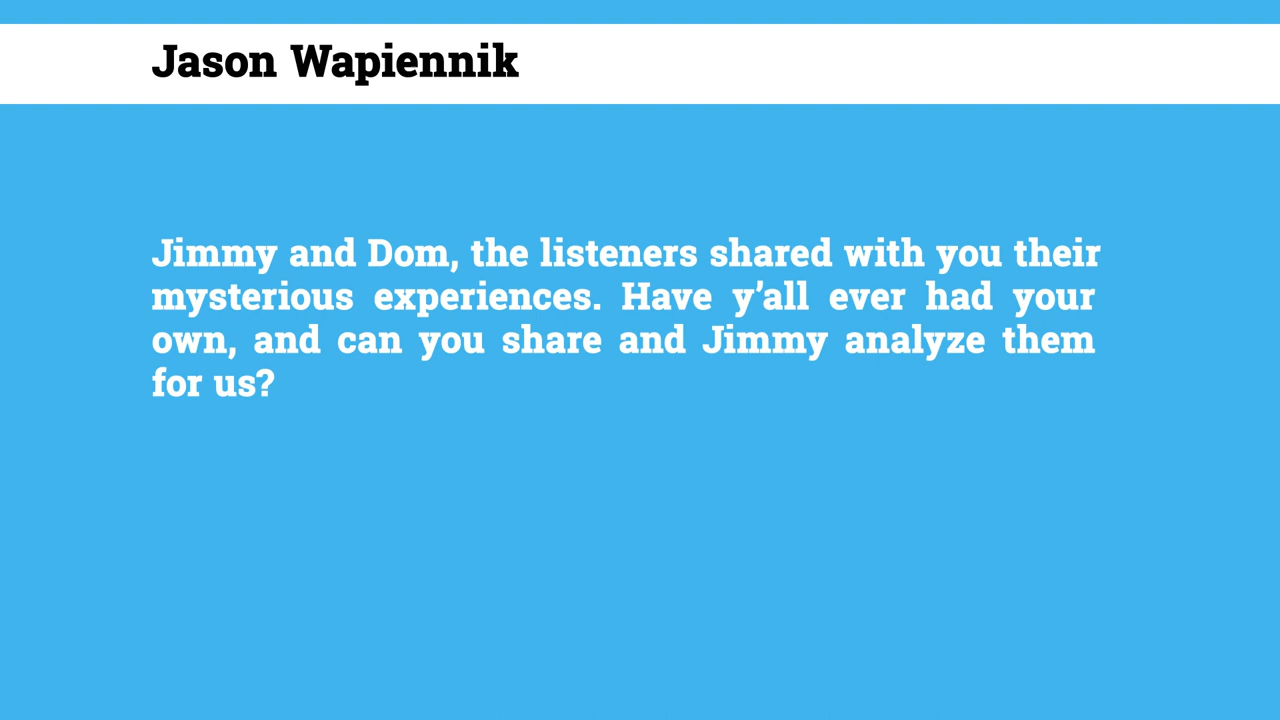 Jason Wapiennik
Jimmy and Dom, the listeners shared with you their
mysterious experiences. Have y’all ever had your
own, and can you share and Jimmy analyze them
for us?